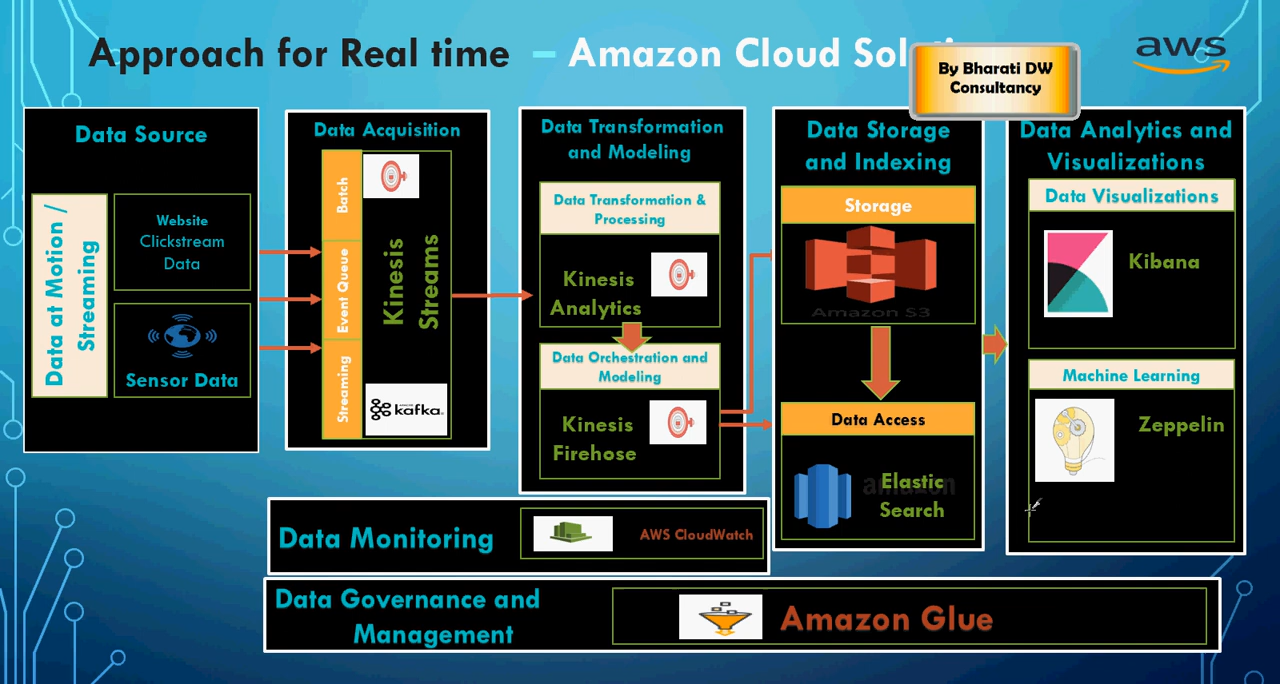 Approach for Real time – Amazon Cloud
By Bharati DW
Consultancy
aws
Data Source
Data at Motion /
Streaming
Website
Clickstream
Data
Sensor Data
Data Acquisition
Batch
Event Queue
Streaming
Kinesis
Streams
kafka
Data Transformation
and Modeling
Data Transformation &
Processing
Kinesis
Analytics
Data Orchestration and
Modeling
Kinesis
Firehose
Data Storage
and Indexing
Storage
Amazon S3
Data Access
amazon
Elastic
Search
Data Analytics and
Visualizations
Data Visualizations
Kibana
Machine Learning
Zeppelin
Data Monitoring
AWS CloudWatch
Data Governance and
Management
Amazon Glue